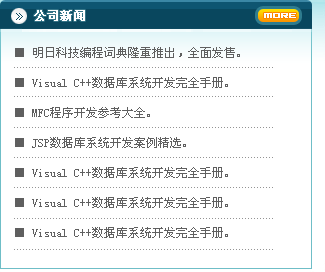 公司新闻
MORE
明日科技编程词典隆重推出，全面发售。
Visual C++数据库系统开发完全手册。
MFC程序开发参考大全。
JSP数据库系统开发案例精选。
Visual C++数据库系统开发完全手册。
Visual C++数据库系统开发完全手册。
Visual C++数据库系统开发完全手册。